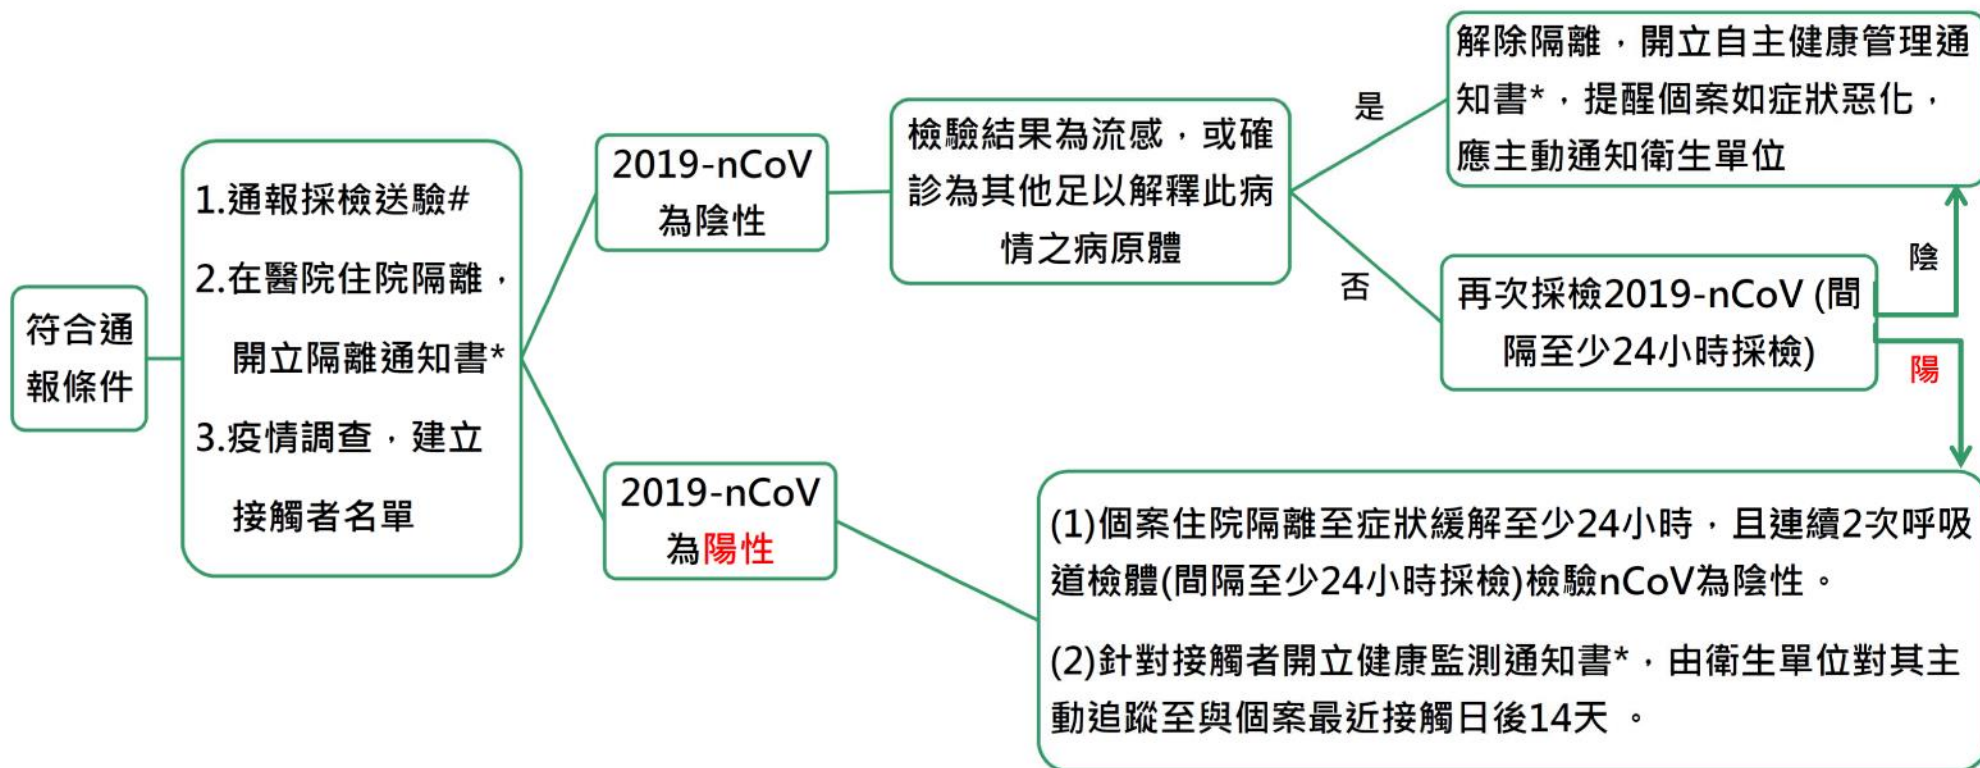 符合通
報條件
1.通報採檢送驗#
2.在醫院住院隔離，
開立隔離通知書*
3.疫情調查，建立
接觸者名單
2019-nCoV
為陰性
2019-nCoV
為陽性
檢驗結果為流感，或確
診為其他足以解釋此病
情之病原體
是
否
解除隔離，開立自主健康管理通
知書*，提醒個案如症狀惡化，
應主動通知衛生單位
再次採檢2019-nCoV (間
隔至少24小時採檢)
陰
陽
(1)個案住院隔離至症狀緩解至少24小時，且連續2次呼吸
道檢體(間隔至少24小時採檢)檢驗nCoV為陰性。
(2)針對接觸者開立健康監測通知書*，由衛生單位對其主
動追蹤至與個案最近接觸日後14天 。